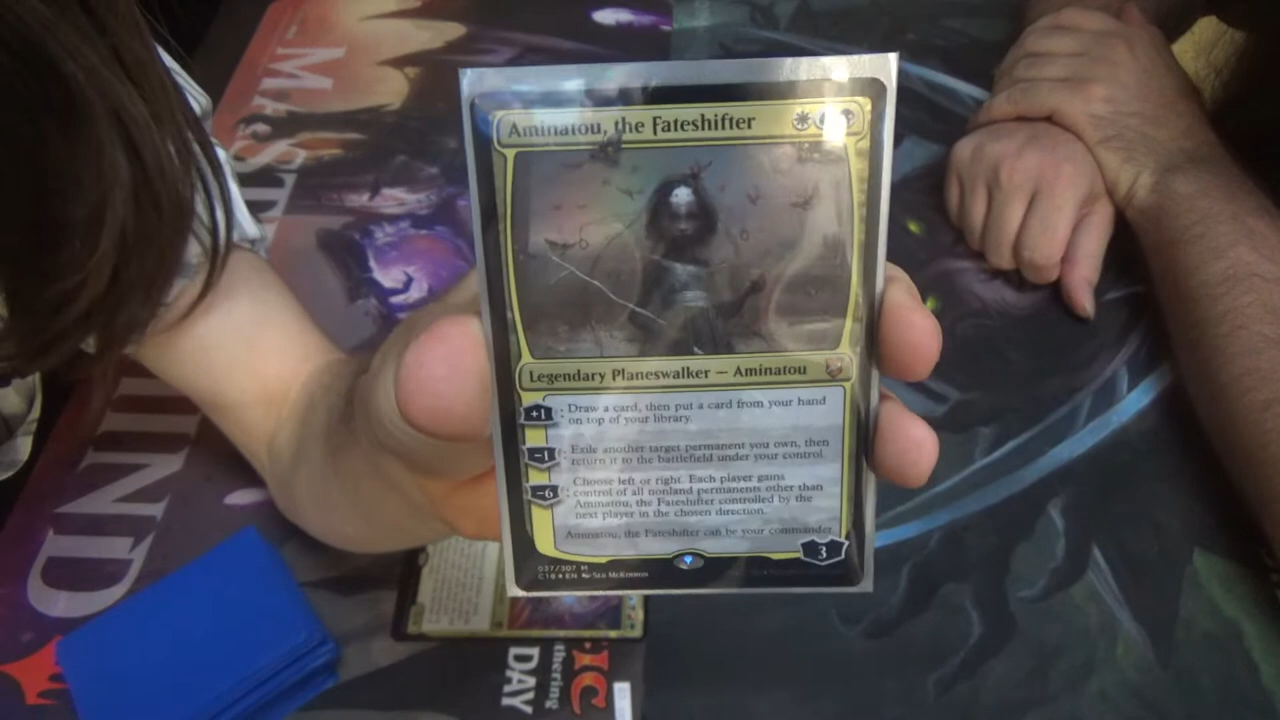 Aminatou, the Fateshifter
Legendary Planeswalker — Aminatou
+1 : Draw a card, then put a card from your hand
on top of your library.
−1 : Exile another target permanent you own, then
return it to the battlefield under your control.
−6 : Choose left or right. Each player gains
control of all nonland permanents other than
Aminatou, the Fateshifter controlled by the
next player in the chosen direction.
Aminatou, the Fateshifter can be your commander
3
037/307 M
C18 ★ EN Seb McKinnon
MIND
thering
DAY